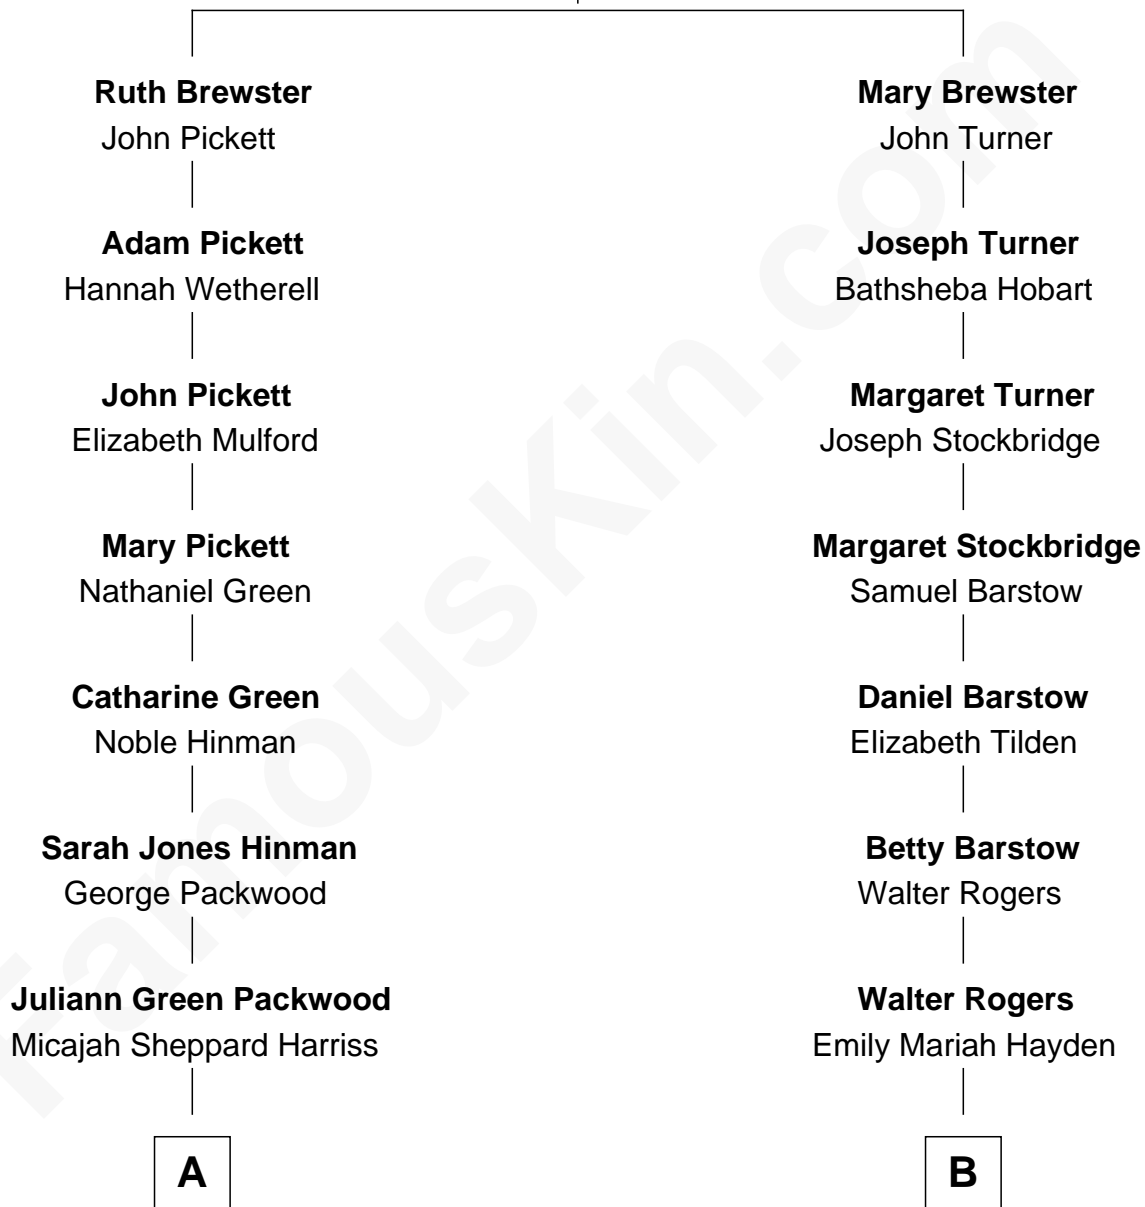 Ruth Brewster
John Pickett
Adam Pickett
Hannah Wetherell
John Pickett
Elizabeth Mulford
Mary Pickett
Nathaniel Green
Catharine Green
Noble Hinman
Sarah Jones Hinman
George Packwood
Juliann Green Packwood
Micajah Sheppard Harriss
A
Mary Brewster
John Turner
Joseph Turner
Bathsheba Hobart
Margaret Turner
Joseph Stockbridge
Margaret Stockbridge
Samuel Barstow
Daniel Barstow
Elizabeth Tilden
Betty Barstow
Walter Rogers
Walter Rogers
Emily Mariah Hayden
B
FamousKin.com